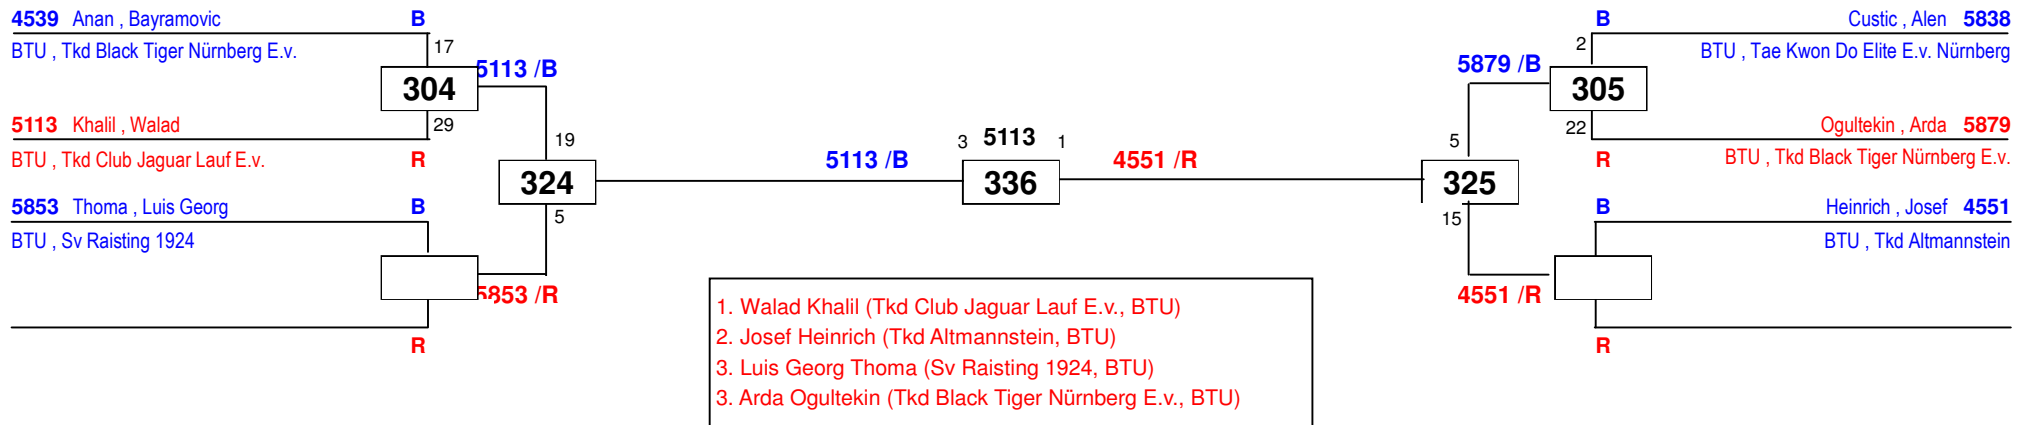 4539 Anan , Bayramovic B
BTU , Tkd Black Tiger Nürnberg E.v.
17
304
5113 /B
29
5113 Khalil , Walad
BTU , Tkd Club Jaguar Lauf E.v. R
19
324
5
5853 Thoma , Luis Georg B
BTU , Sv Raisting 1924
5853 /R
R
5113 /B
3 5113 1
336
4551 /R
B Custic , Alen 5838
BTU , Tae Kwon Do Elite E.v. Nürnberg
2
5879 /B
305
22
Ogultekin , Arda 5879
R BTU , Tkd Black Tiger Nürnberg E.v.
5
325
15
B Heinrich , Josef 4551
BTU , Tkd Altmannstein
4551 /R
R
1. Walad Khalil (Tkd Club Jaguar Lauf E.v., BTU)
2. Josef Heinrich (Tkd Altmannstein, BTU)
3. Luis Georg Thoma (Sv Raisting 1924, BTU)
3. Arda Ogultekin (Tkd Black Tiger Nürnberg E.v., BTU)